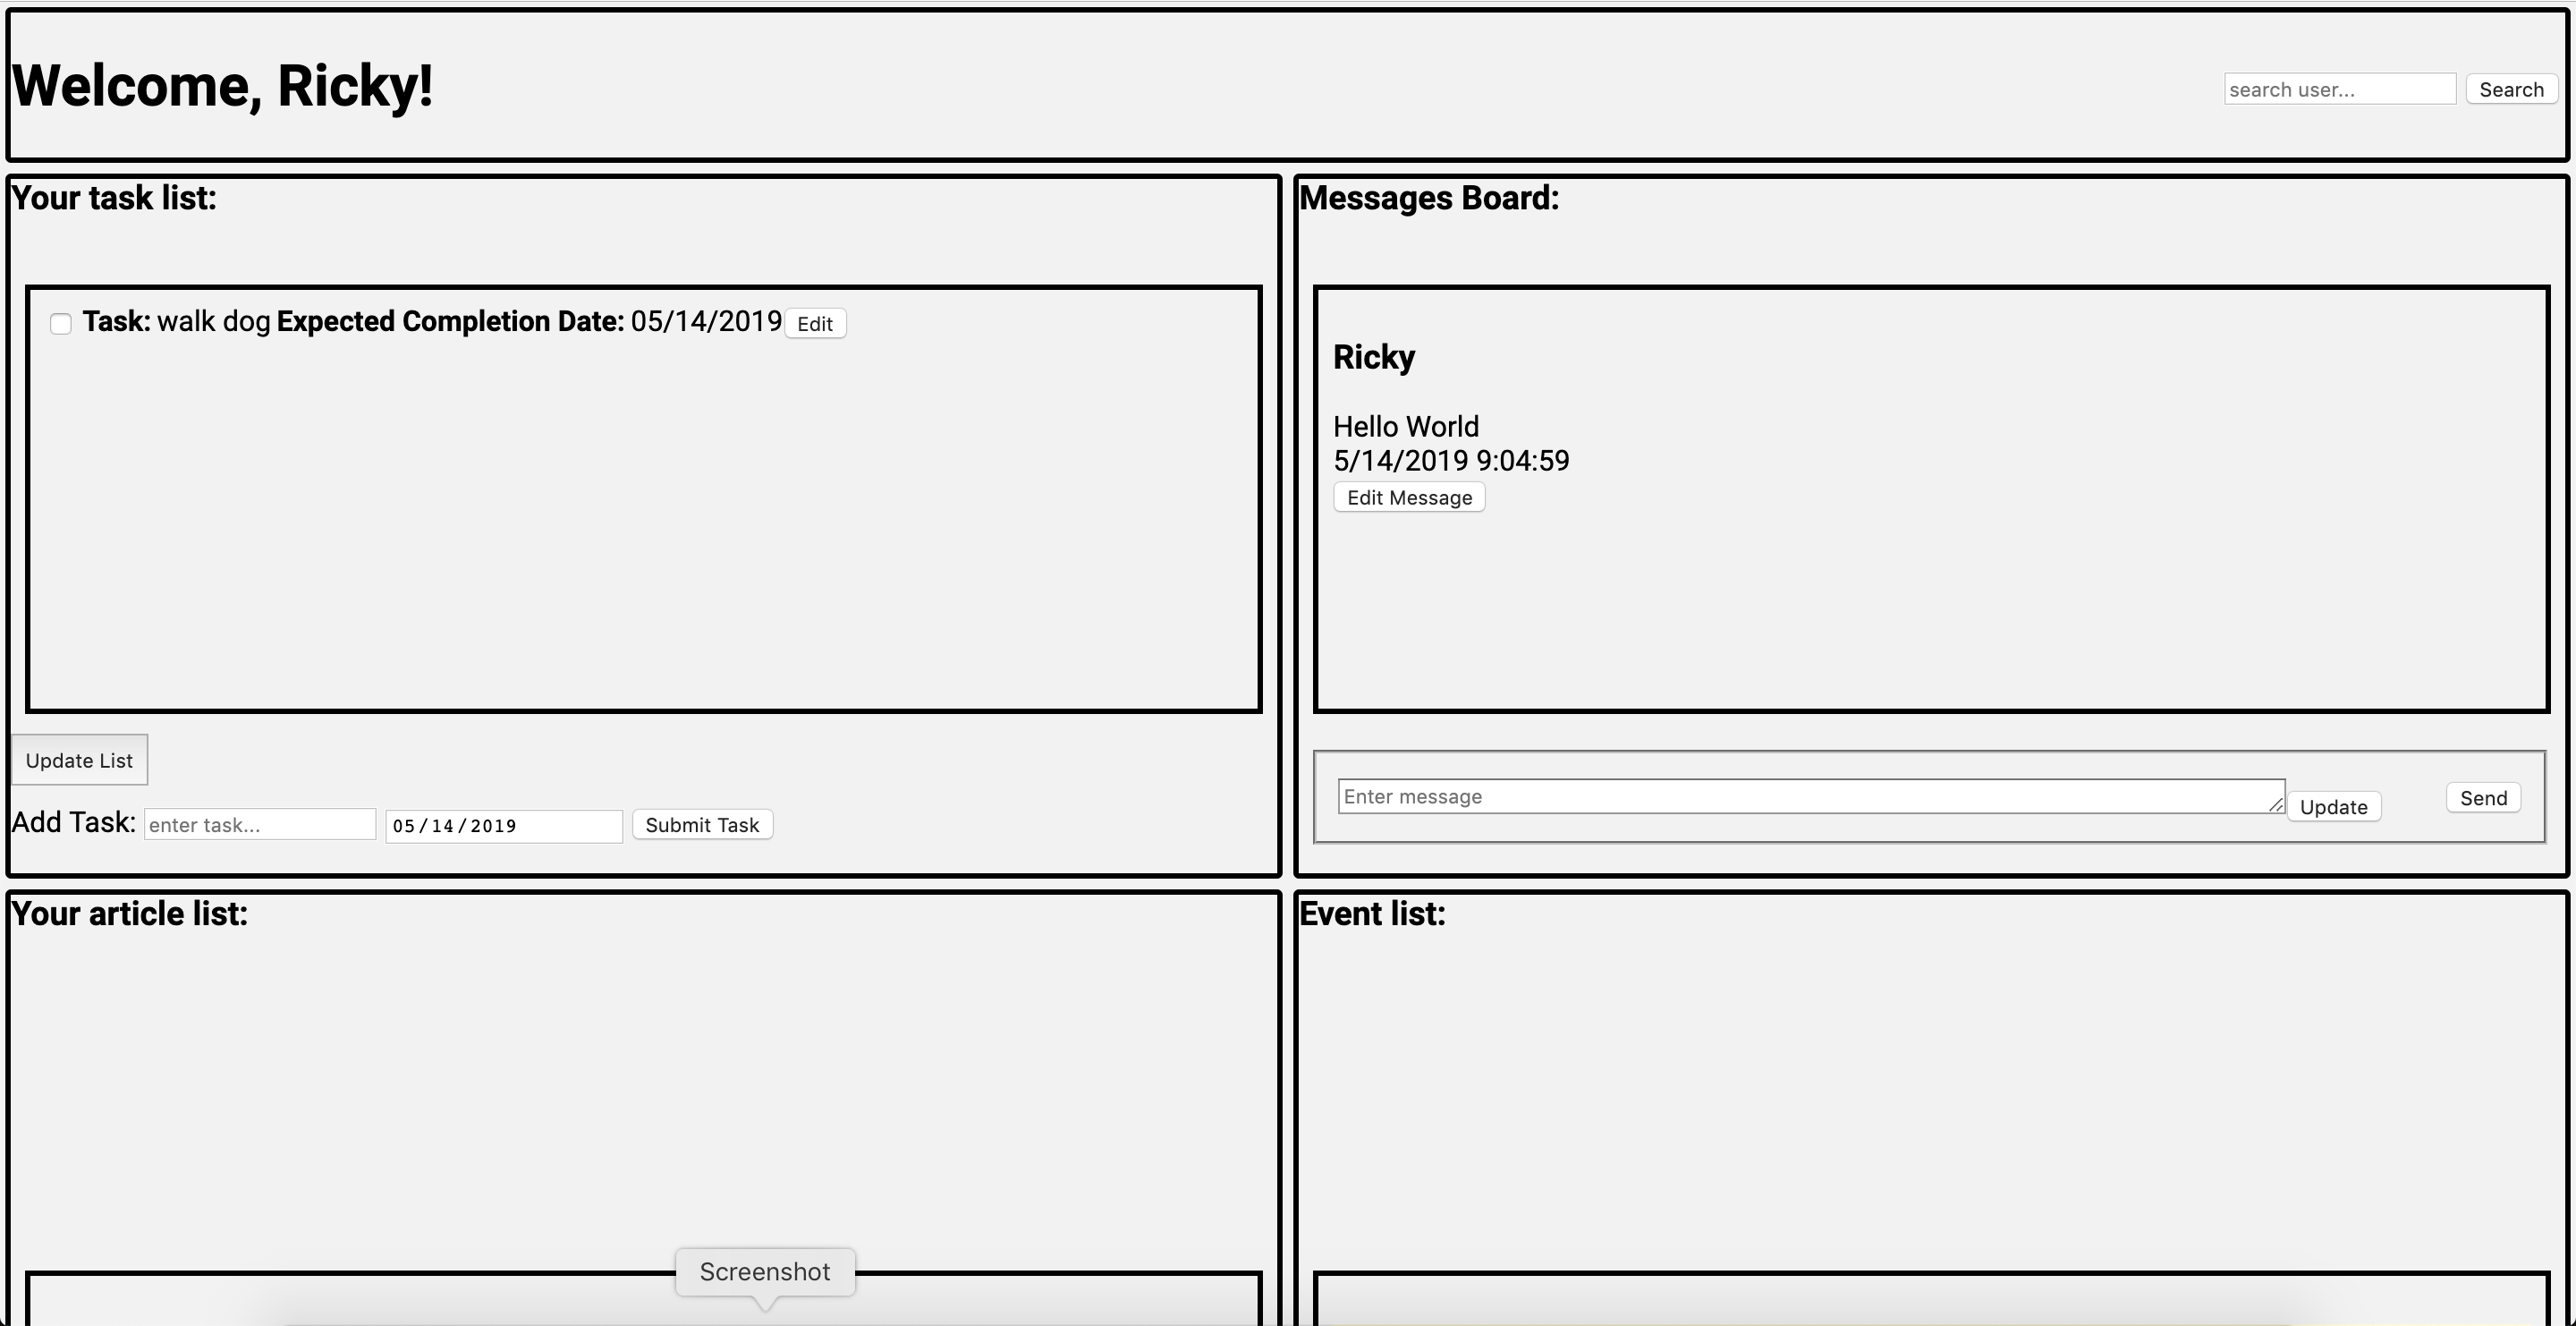 Welcome, Ricky!
search user... Search
Your task list:
Task: walk dog Expected Completion Date: 05/14/2019 Edit
Update List
Add Task: enter task... 05/14/2019 Submit Task
Messages Board:
Ricky
Hello World
5/14/2019 9:04:59
Edit Message
Enter message Update Send
Your article list:
Event list:
Screenshot